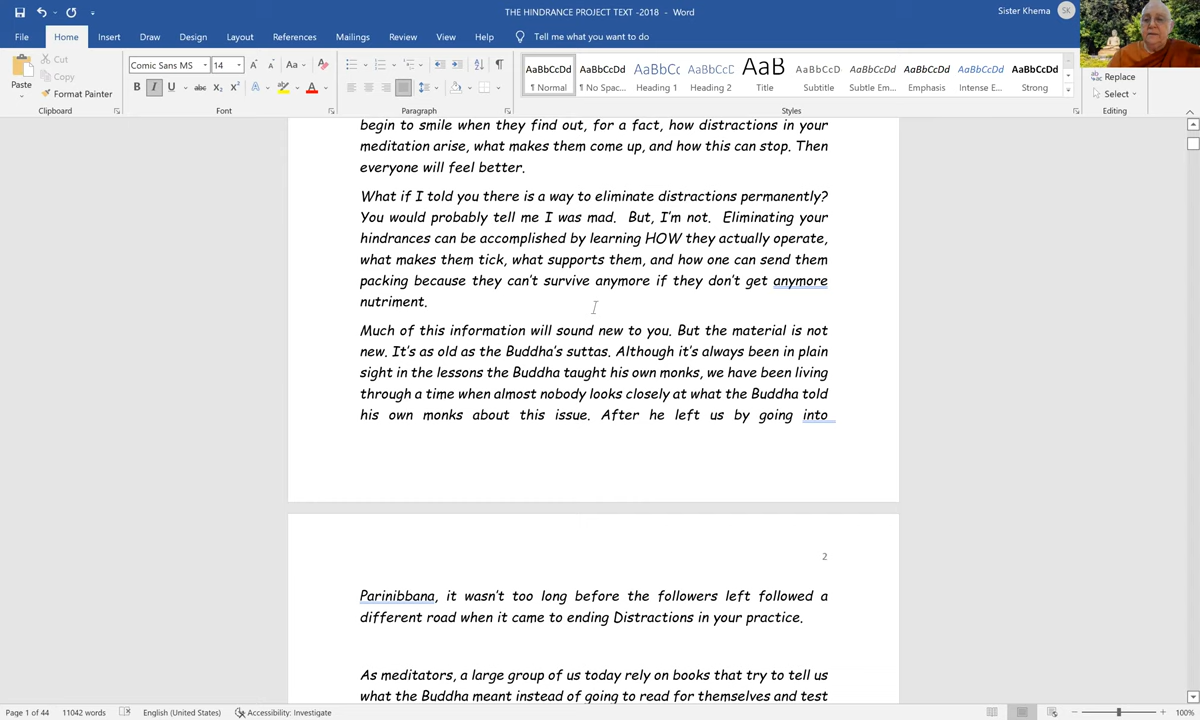 THE HINDRANCE PROJECT TEXT -2018 - Word
Sister Khema
SK
File Home Insert Draw Design Layout References Mailings Review View Help Tell me what you want to do
Paste
Cut
Copy
Format Painter
Clipboard
Comic Sans MS 14
Font
Paragraph
AaBbCcDd AaBbCcDd AaBbCc AaBbCcC AaB AaBbCcD AaBbCcDd AaBbCcDd AaBbCcDd AaBbCcDd
¶ Normal ¶ No Spac... Heading 1 Heading 2 Title Subtitle Subtle Em... Emphasis Intense E... Strong
Styles
Replace
Select
Editing
begin to smile when they find out, for a fact, how distractions in your
meditation arise, what makes them come up, and how this can stop. Then
everyone will feel better.
What if I told you there is a way to eliminate distractions permanently?
You would probably tell me I was mad. But, I'm not. Eliminating your
hindrances can be accomplished by learning HOW they actually operate,
what makes them tick, what supports them, and how one can send them
packing because they can't survive anymore if they don't get anymore
nutriment.
Much of this information will sound new to you. But the material is not
new. It's as old as the Buddha's suttas. Although it's always been in plain
sight in the lessons the Buddha taught his own monks, we have been living
through a time when almost nobody looks closely at what the Buddha told
his own monks about this issue. After he left us by going into
2
Parinibbana, it wasn't too long before the followers left followed a
different road when it came to ending Distractions in your practice.
As meditators, a large group of us today rely on books that try to tell us
what the Buddha meant instead of going to read for themselves and test
Page 1 of 44 11042 words English (United States) Accessibility: Investigate 100%